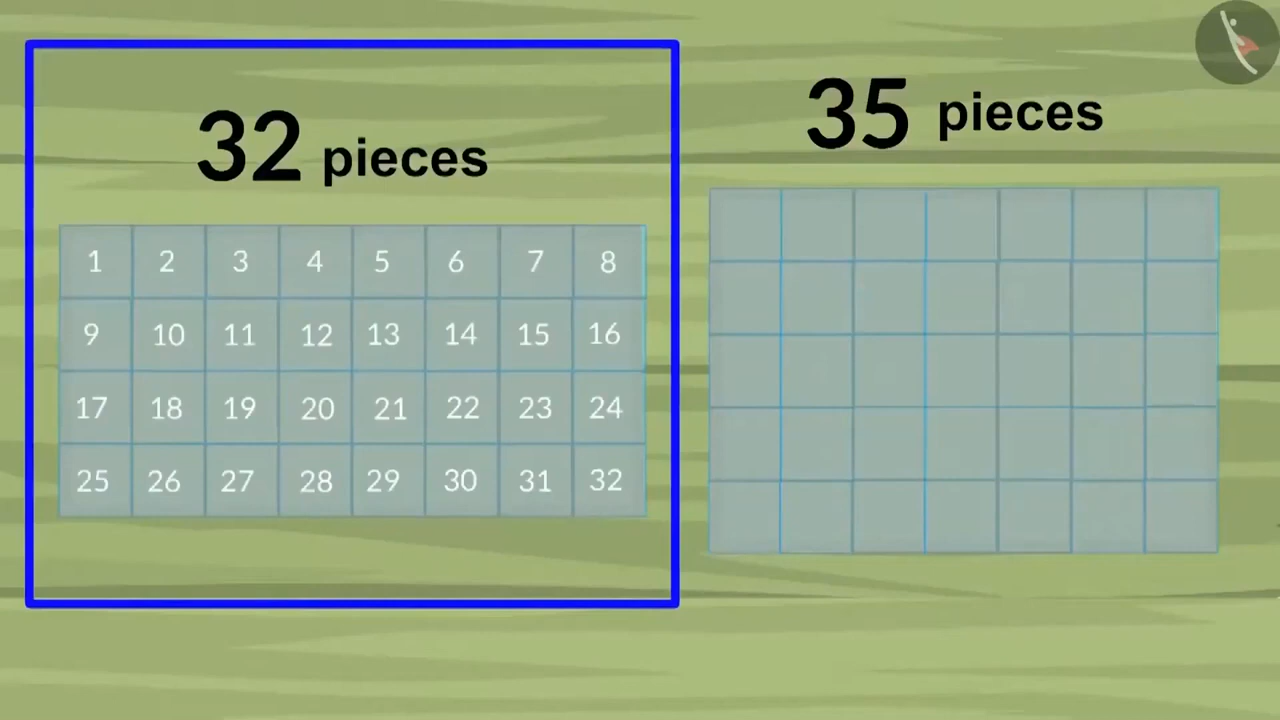 32 pieces
1 2 3 4 5 6 7 8
9 10 11 12 13 14 15 16
17 18 19 20 21 22 23 24
25 26 27 28 29 30 31 32
35 pieces